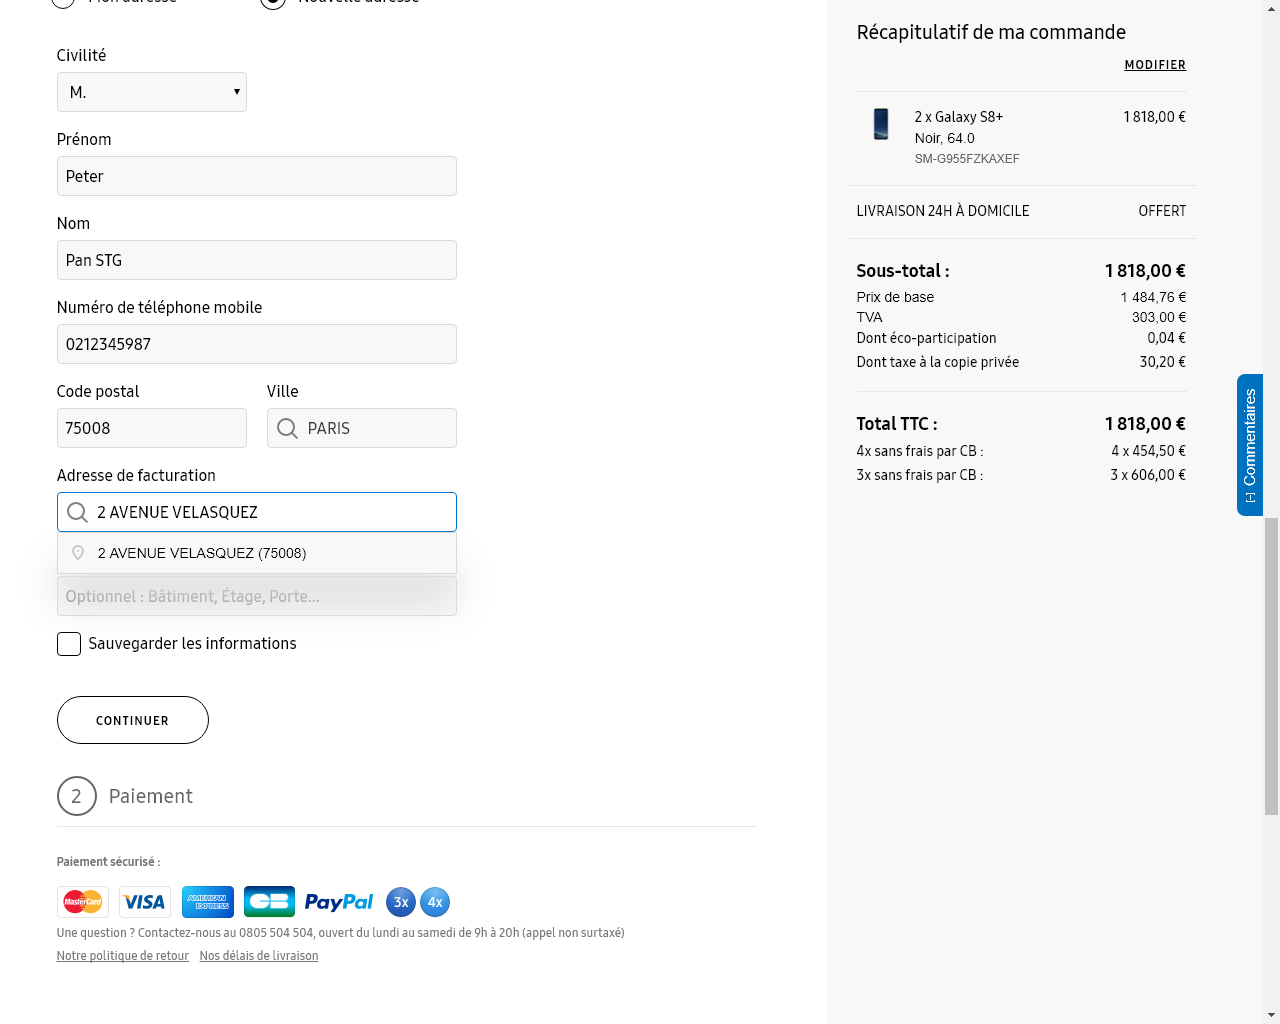 Mon adresse
Nouvelle adresse
Civilité
M.
Prénom
Peter
Nom
Pan STG
Numéro de téléphone mobile
0212345987
Code postal
Ville
75008
PARIS
Adresse de facturation
2 AVENUE VELASQUEZ
2 AVENUE VELASQUEZ (75008)
Optionnel : Bâtiment, Étage, Porte...
Sauvegarder les informations
CONTINUER
2 Paiement
Paiement sécurisé :
MasterCard VISA AMERICAN EXPRESS CB PayPal 3x 4x
Une question ? Contactez-nous au 0805 504 504, ouvert du lundi au samedi de 9h à 20h (appel non surtaxé)
Notre politique de retour Nos délais de livraison
Récapitulatif de ma commande
MODIFIER
2 x Galaxy S8+ 1 818,00 €
Noir, 64.0
SM-G955FZKAXEF
LIVRAISON 24H À DOMICILE OFFERT
Sous-total : 1 818,00 €
Prix de base 1 484,76 €
TVA 303,00 €
Dont éco-participation 0,04 €
Dont taxe à la copie privée 30,20 €
Total TTC : 1 818,00 €
4x sans frais par CB : 4 x 454,50 €
3x sans frais par CB : 3 x 606,00 €
[-] Commentaires